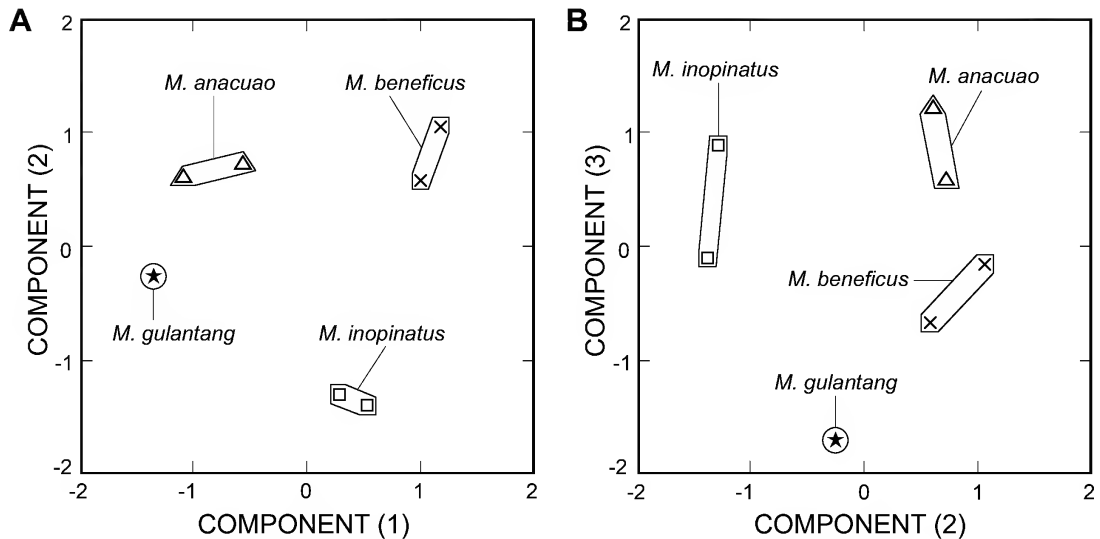 A
2
M. anacuao
M. beneficus
1
COMPONENT (2)
0
M. gulantang
M. inopinatus
-1
-2
-2
-1
0
1
2
COMPONENT (1)
B
2
M. inopinatus
M. anacuao
1
COMPONENT (3)
0
M. beneficus
-1
M. gulantang
-2
-2
-1
0
1
2
COMPONENT (2)